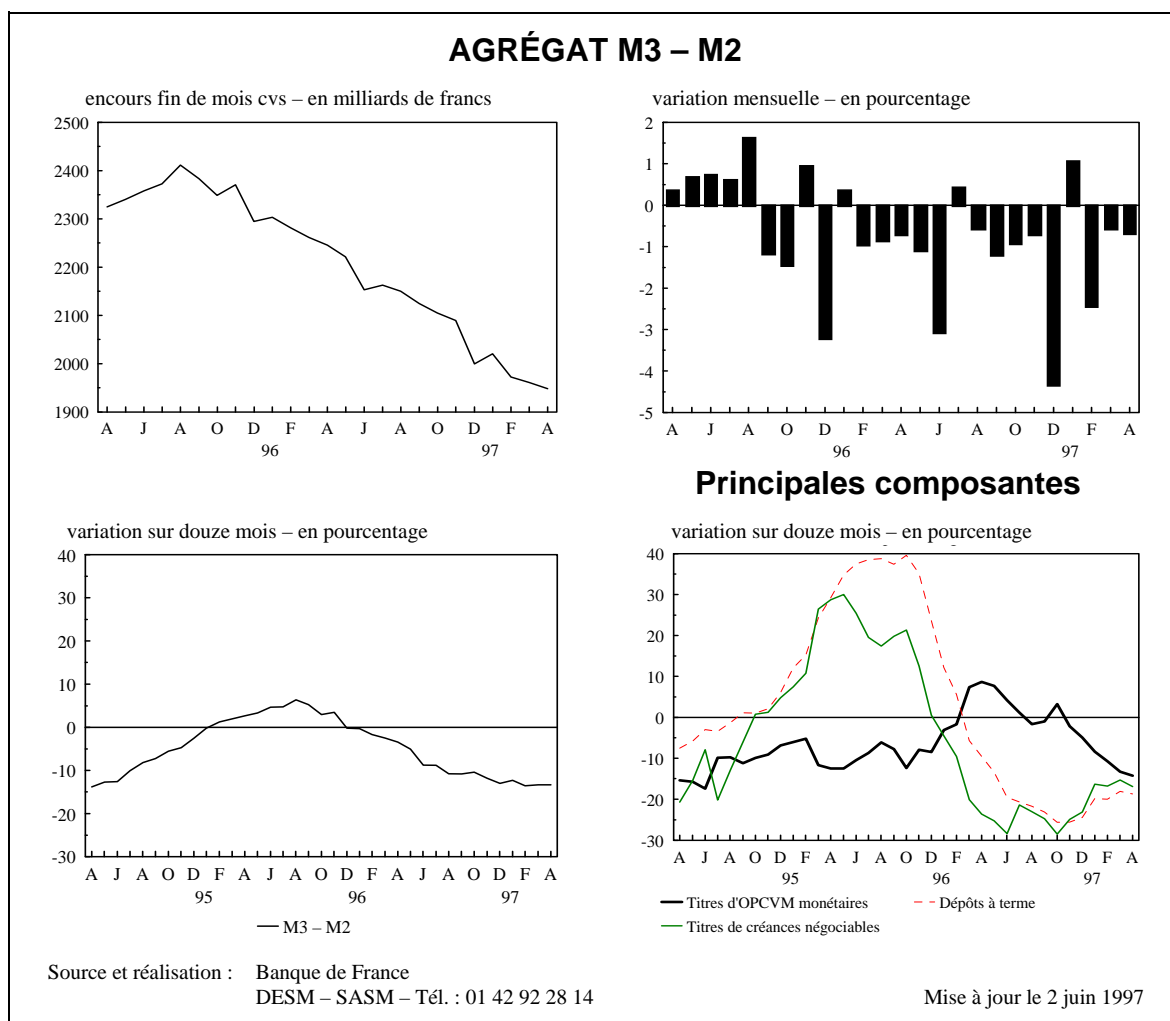 AGRÉGAT M3 – M2
encours fin de mois cvs – en milliards de francs
2500
2400
2300
2200
2100
2000
1900
A J A O D F A J A O D F A
96 97
variation mensuelle – en pourcentage
2
1
0
-1
-2
-3
-4
-5
A J A O D F A J A O D F A
96 97
Principales composantes
variation sur douze mois – en pourcentage
40
30
20
10
0
-10
-20
-30
A J A O D F A J A O D F A J A O D F A
95 96 97
M3 – M2
variation sur douze mois – en pourcentage
40
30
20
10
0
-10
-20
-30
A J A O D F A J A O D F A J A O D F A
95 96 97
Titres d'OPCVM monétaires Dépôts à terme
Titres de créances négociables
Source et réalisation : Banque de France
DESM – SASM – Tél. : 01 42 92 28 14
Mise à jour le 2 juin 1997